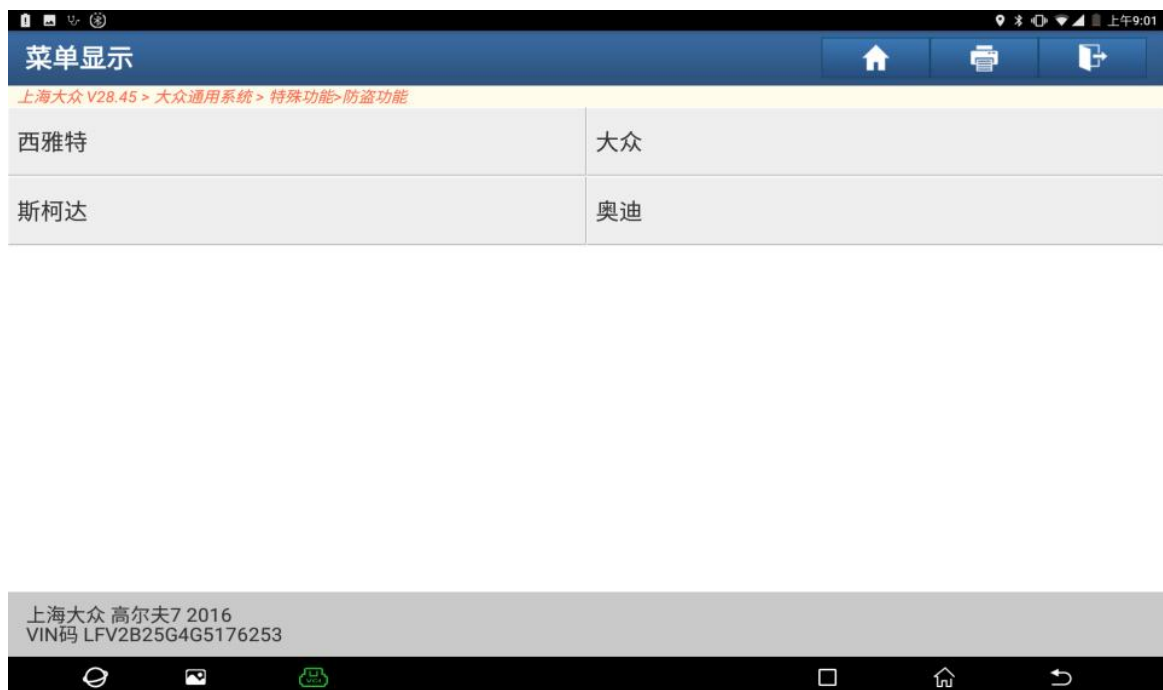 上午9:01
菜单显示
上海大众 V28.45 > 大众通用系统 > 特殊功能>防盗功能
西雅特
大众
斯柯达
奥迪
上海大众 高尔夫7 2016
VIN码 LFV2B25G4G5176253